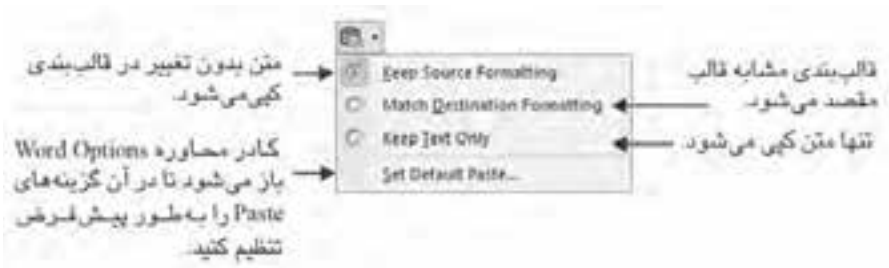 متن بدون تغییر در قالب‌بندی
کپی‌می‌شود.
کادر محاوره Word Options
باز می‌شود تا در آن گزینه‌های
Paste را به‌طور پیش‌فرض
تنظیم کنید.
Keep Source Formatting
Match Destination Formatting
Keep Text Only
Set Default Paste...
قالب‌بندی مشابه قالب
مقصد می‌شود.
تنها متن کپی می‌شود.